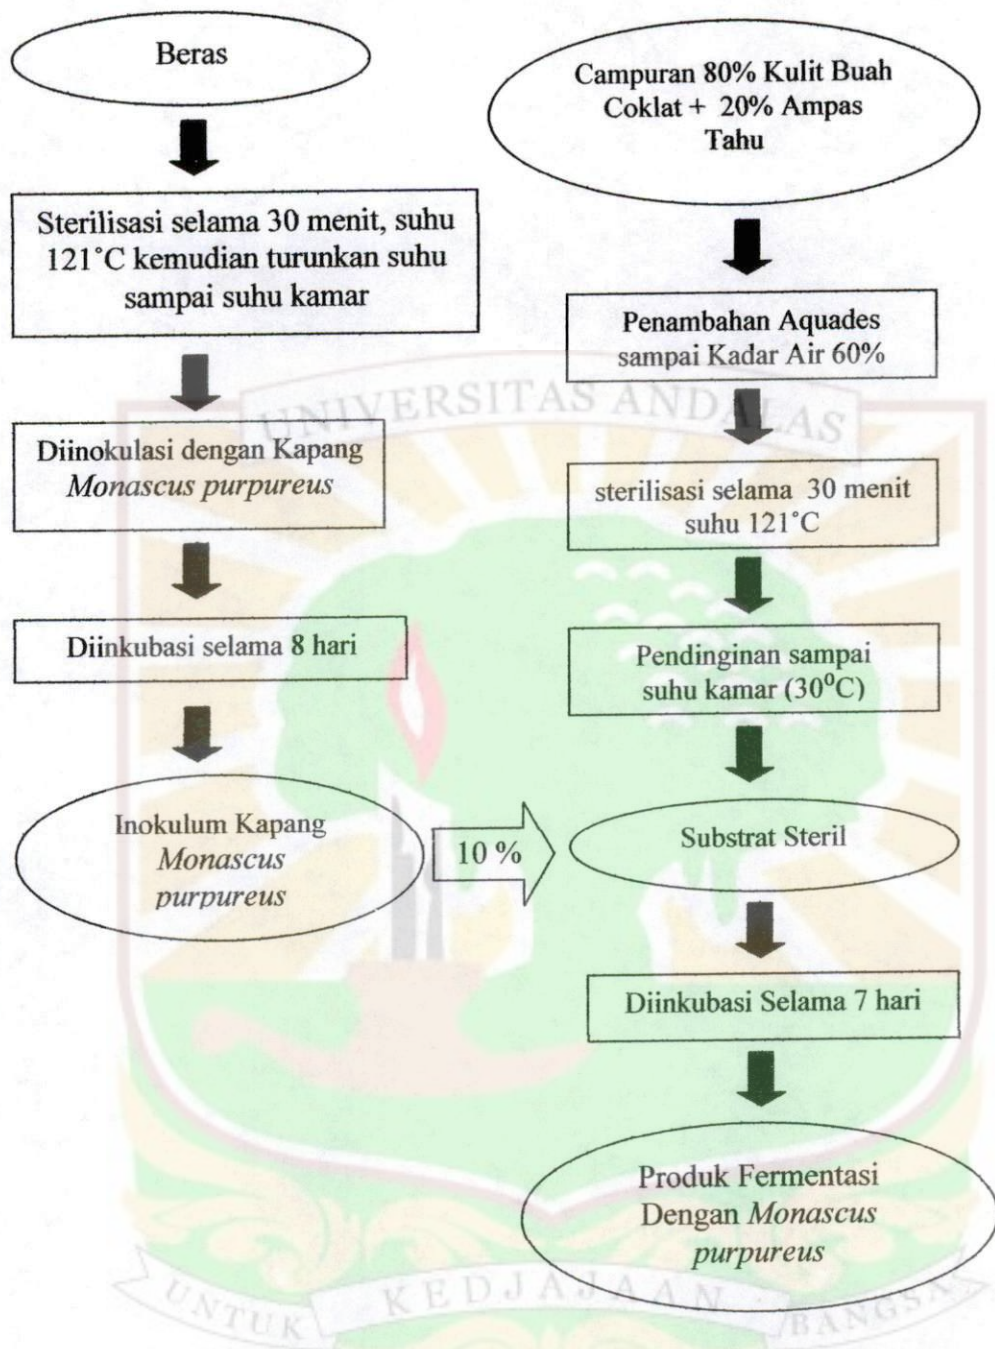 Beras
Sterilisasi selama 30 menit, suhu
121°C kemudian turunkan suhu
sampai suhu kamar
Diinokulasi dengan Kapang
Monascus purpureus
Diinkubasi selama 8 hari
Inokulum Kapang
Monascus
purpureus
10 %
Campuran 80% Kulit Buah
Coklat + 20% Ampas
Tahu
Penambahan Aquades
sampai Kadar Air 60%
sterilisasi selama 30 menit
suhu 121°C
Pendinginan sampai
suhu kamar (30⁰C)
Substrat Steril
Diinkubasi Selama 7 hari
Produk Fermentasi
Dengan Monascus
purpureus
UNIVERSITAS ANDALAS
UNTUK KEDJAJAAN BANGSA